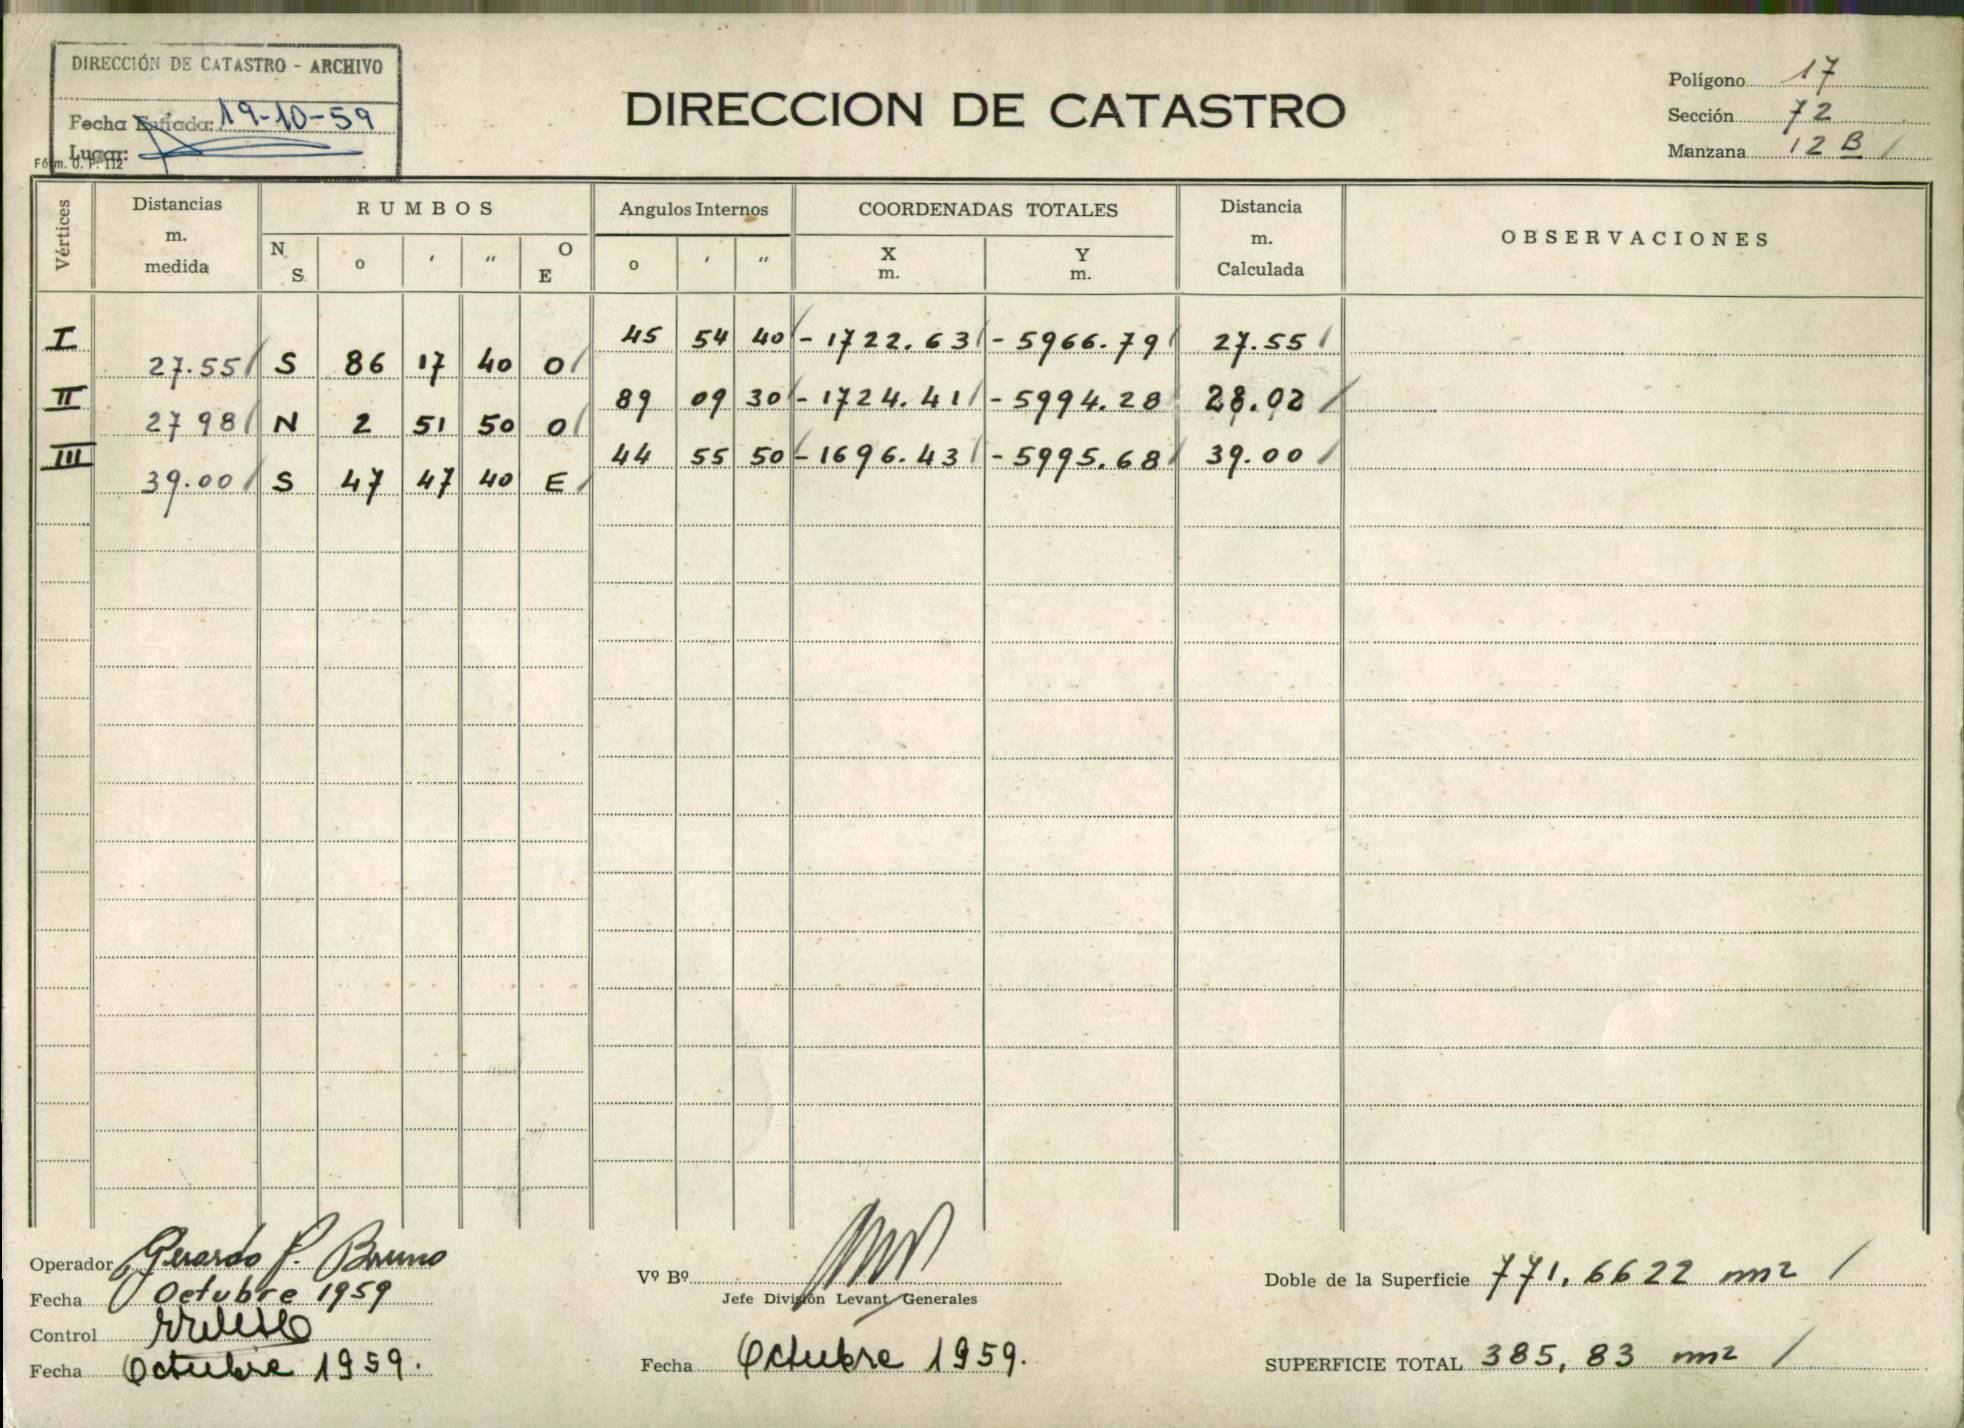 DIRECCIÓN DE CATASTRO - ARCHIVO
Fecha Entrada: 19-10-59
Lugar:
Fórm. O. P. 112
DIRECCION DE CATASTRO
Polígono 17
Sección 72
Manzana 12 B
Vértices
Distancias m. medida
RUMBOS
Angulos Internos
COORDENADAS TOTALES
Distancia m. Calculada
OBSERVACIONES
N S o ' " O E o ' " X m. Y m.
I 45 54 40 - 1722.63 - 5966.79 27.55
27.55 S 86 17 40 O
II 89 09 30 - 1724.41 - 5994.28 28.02
27 98 N 2 51 50 O
III 44 55 50 - 1696.43 - 5995.68 39.00
39.00 S 47 47 40 E
Operador Gerardo P. Bruno
Fecha Octubre 1959
Control
Fecha Octubre 1959.
Vº Bº
Jefe División Levant Generales
Fecha Octubre 1959.
Doble de la Superficie 771,6622 m2
SUPERFICIE TOTAL 385,83 m2